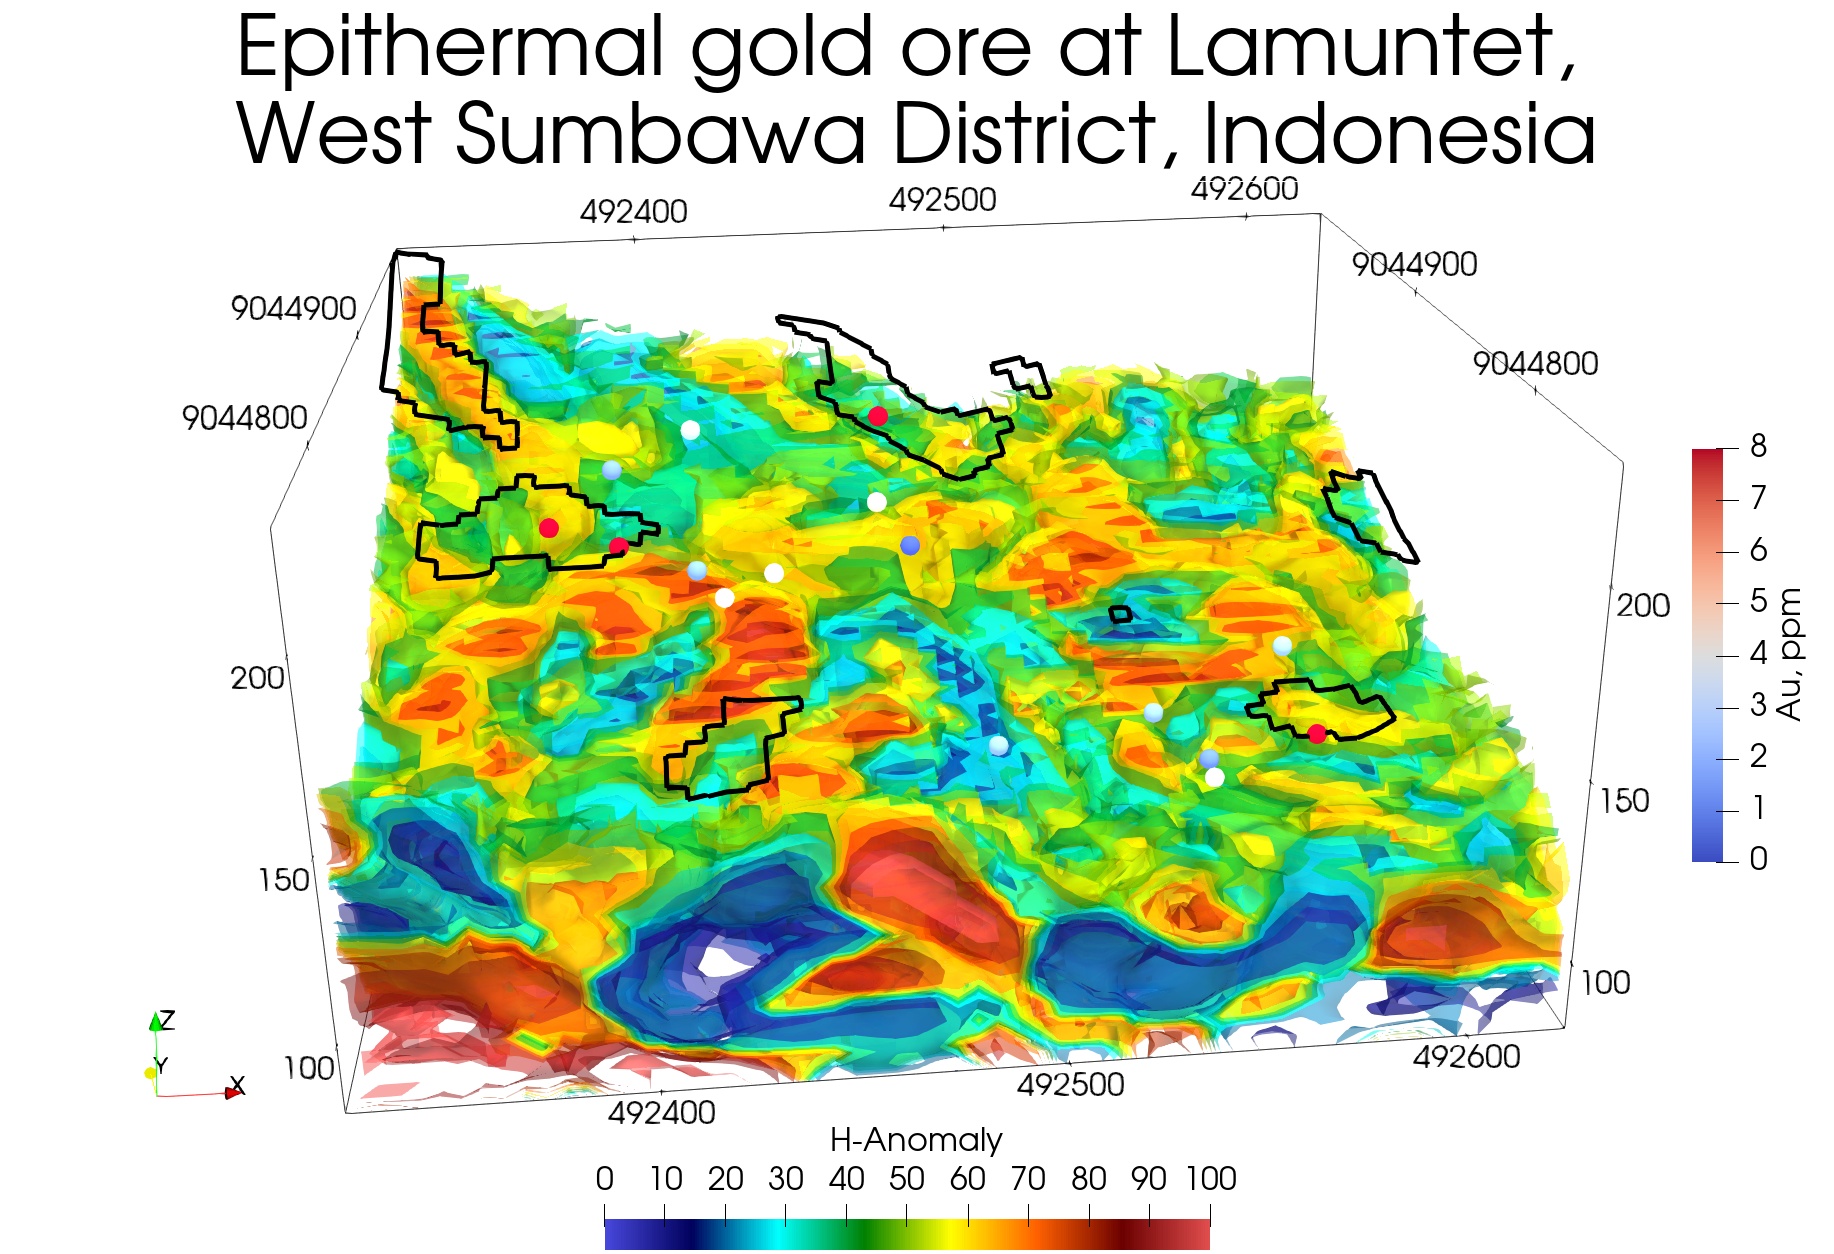 Epithermal gold ore at Lamuntet,
West Sumbawa District, Indonesia
492400 492500 492600
9044900 9044900
9044800 9044800
8
7
6
5
4
3
2
1
0
Au, ppm
200 200
150 150
100 100
Z
Y
X
492400 492500 492600
H-Anomaly
0 10 20 30 40 50 60 70 80 90 100